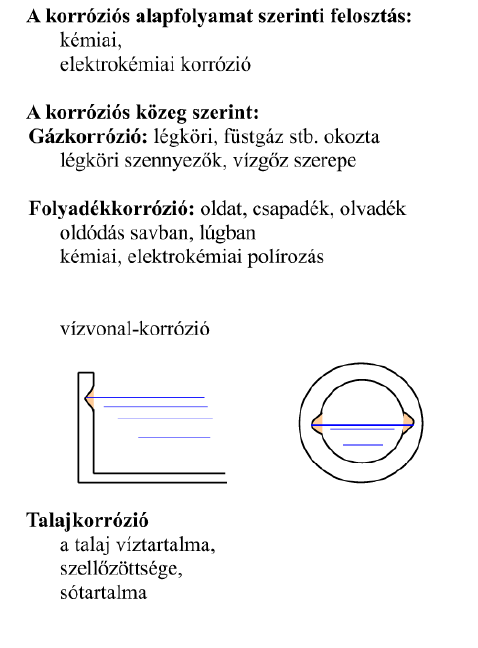 A korróziós alapfolyamat szerinti felosztás:
kémiai,
elektrokémiai korrózió
A korróziós közeg szerint:
Gázkorrózió: légköri, füstgáz stb. okozta
légköri szennyezők, vízgőz szerepe
Folyadékkorrózió: oldat, csapadék, olvadék
oldódás savban, lúgban
kémiai, elektrokémiai polírozás
vízvonal-korrózió
Talajkorrózió
a talaj víztartalma,
szellőzöttsége,
sótartalma